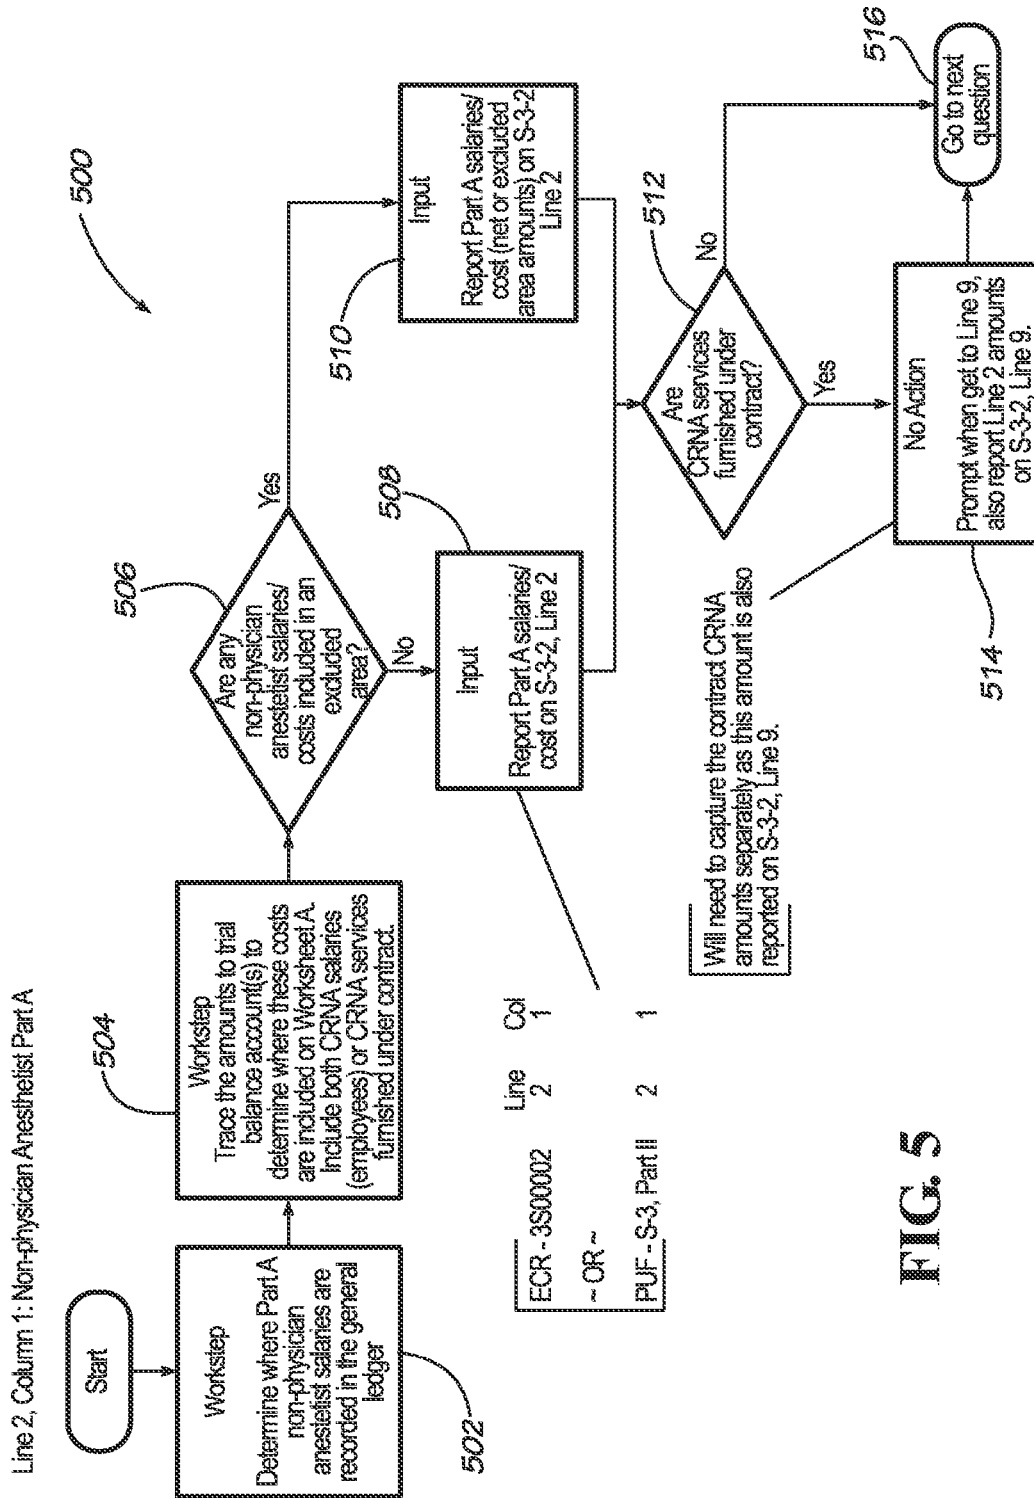 Line 2, Column 1: Non-physician Anesthetist Part A
500
Start
Workstep
Determine where Part A
non-physician
anestetist salaries are
recorded in the general
ledger
502
504
Workstep
Trace the amounts to trial
balance account(s) to
determine where these costs
are included on Worksheet A.
Include both CRNA salaries
(employees) or CRNA services
furnished under contract.
506
Are any
non-physician
anestetist salaries/
costs included in an
excluded
area?
Yes
No
508
Input
Report Part A salaries/
cost on S-3-2, Line 2
510
Input
Report Part A salaries/
cost (net or excluded
area amounts) on S-3-2
Line 2
Line Col
ECR - 3S00002 2 1
~ OR ~
PUF - S-3, Part II 2 1
512
Are
CRNA services
furnished under
contract?
No
Yes
Will need to capture the contract CRNA
amounts separately as this amount is also
reported on S-3-2, Line 9.
514
No Action
Prompt when get to Line 9,
also report Line 2 amounts
on S-3-2, Line 9.
516
Go to next
question
FIG. 5